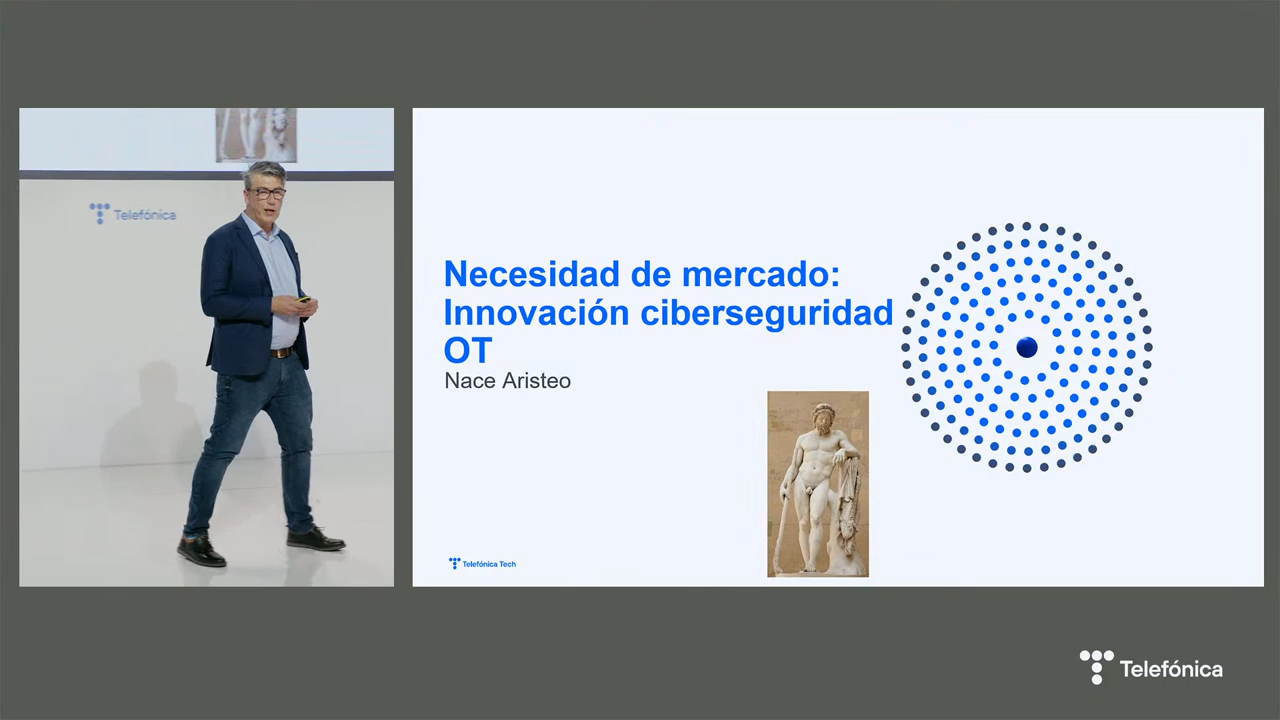 Telefónica
Necesidad de mercado:
Innovación ciberseguridad
OT
Nace Aristeo
Telefónica Tech
Telefónica